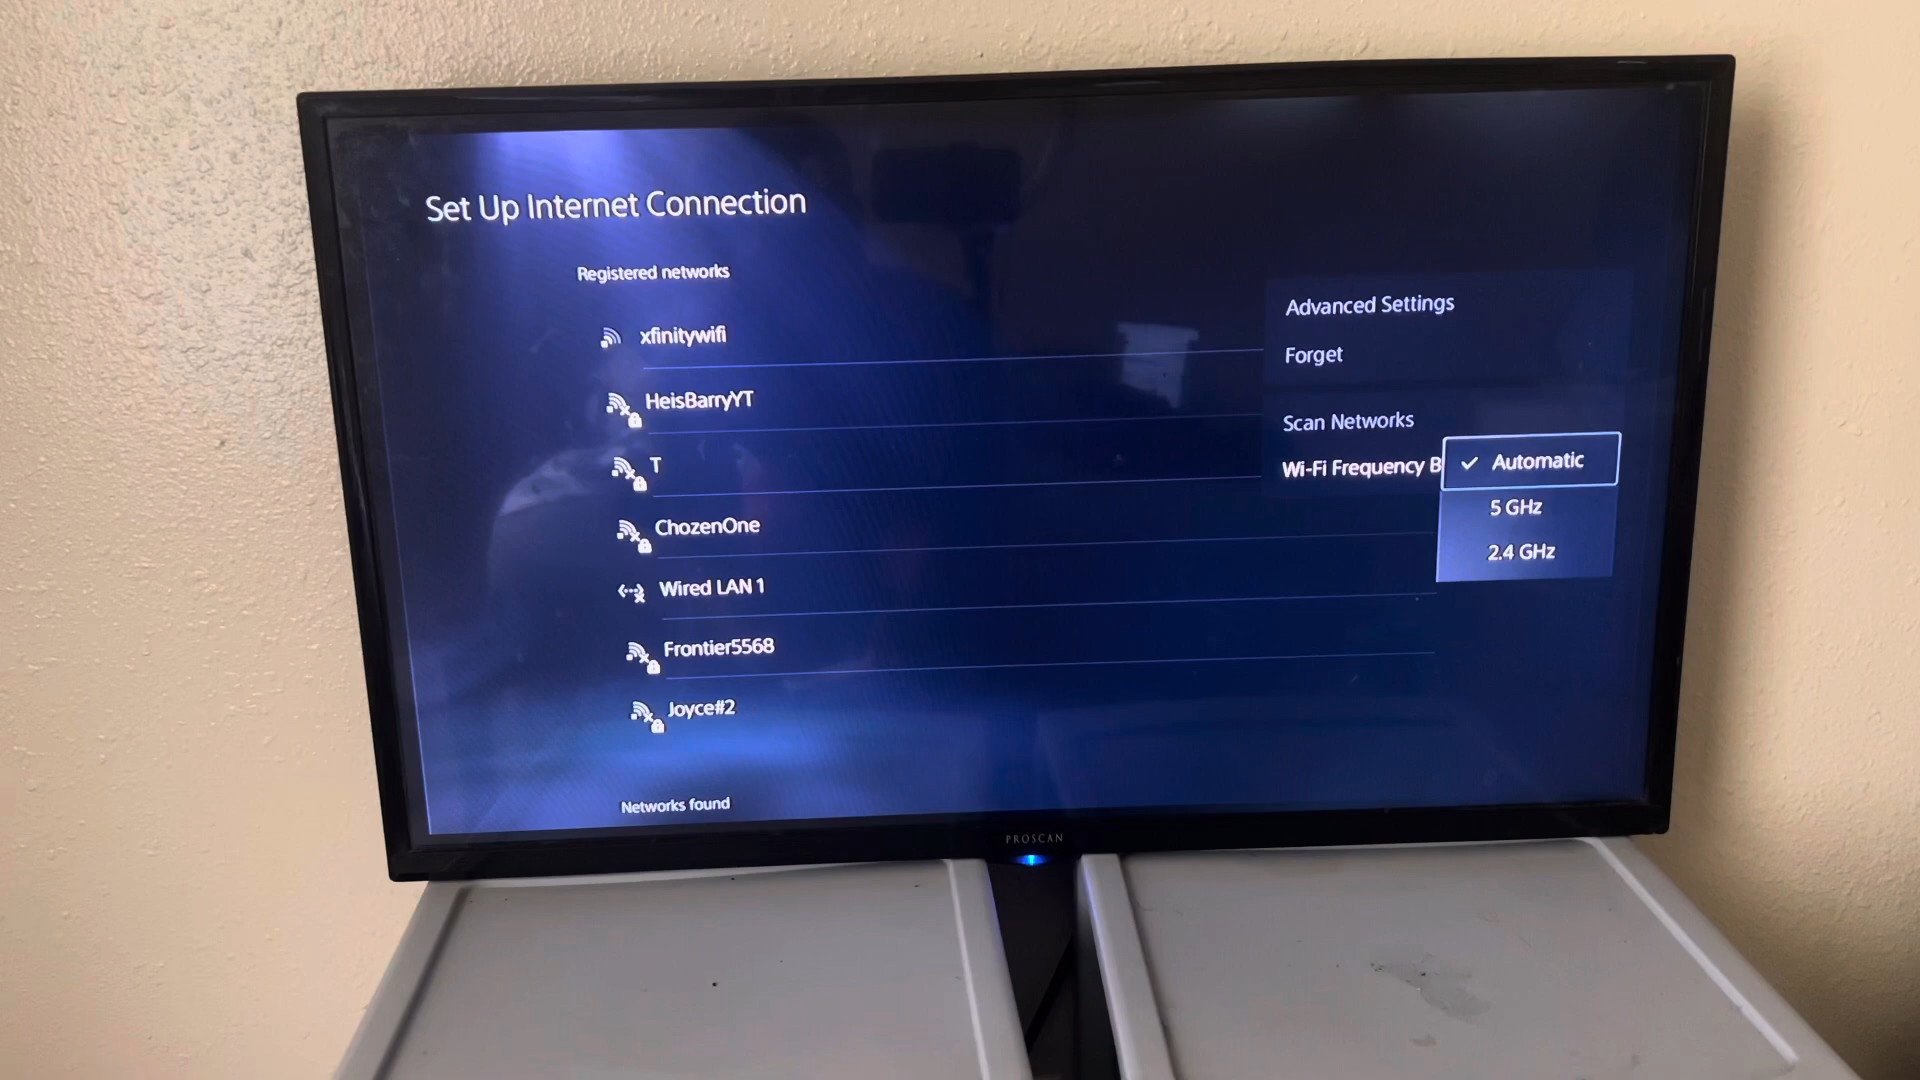 Set Up Internet Connection
Registered networks
xfinitywifi
HeisBarryYT
T
ChozenOne
Wired LAN 1
Frontier5568
Joyce#2
Networks found
Advanced Settings
Forget
Scan Networks
Wi-Fi Frequency B
Automatic
5 GHz
2.4 GHz
PROSCAN